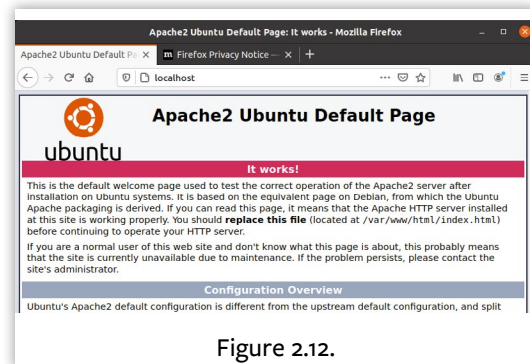 Apache2 Ubuntu Default Page: It works - Mozilla Firefox
Apache2 Ubuntu Default Pa
m Firefox Privacy Notice —
localhost
Apache2 Ubuntu Default Page
ubuntu
It works!
This is the default welcome page used to test the correct operation of the Apache2 server after
installation on Ubuntu systems. It is based on the equivalent page on Debian, from which the Ubuntu
Apache packaging is derived. If you can read this page, it means that the Apache HTTP server installed
at this site is working properly. You should replace this file (located at /var/www/html/index.html)
before continuing to operate your HTTP server.
If you are a normal user of this web site and don't know what this page is about, this probably means
that the site is currently unavailable due to maintenance. If the problem persists, please contact the
site's administrator.
Configuration Overview
Ubuntu's Apache2 default configuration is different from the upstream default configuration, and split
Figure 2.12.